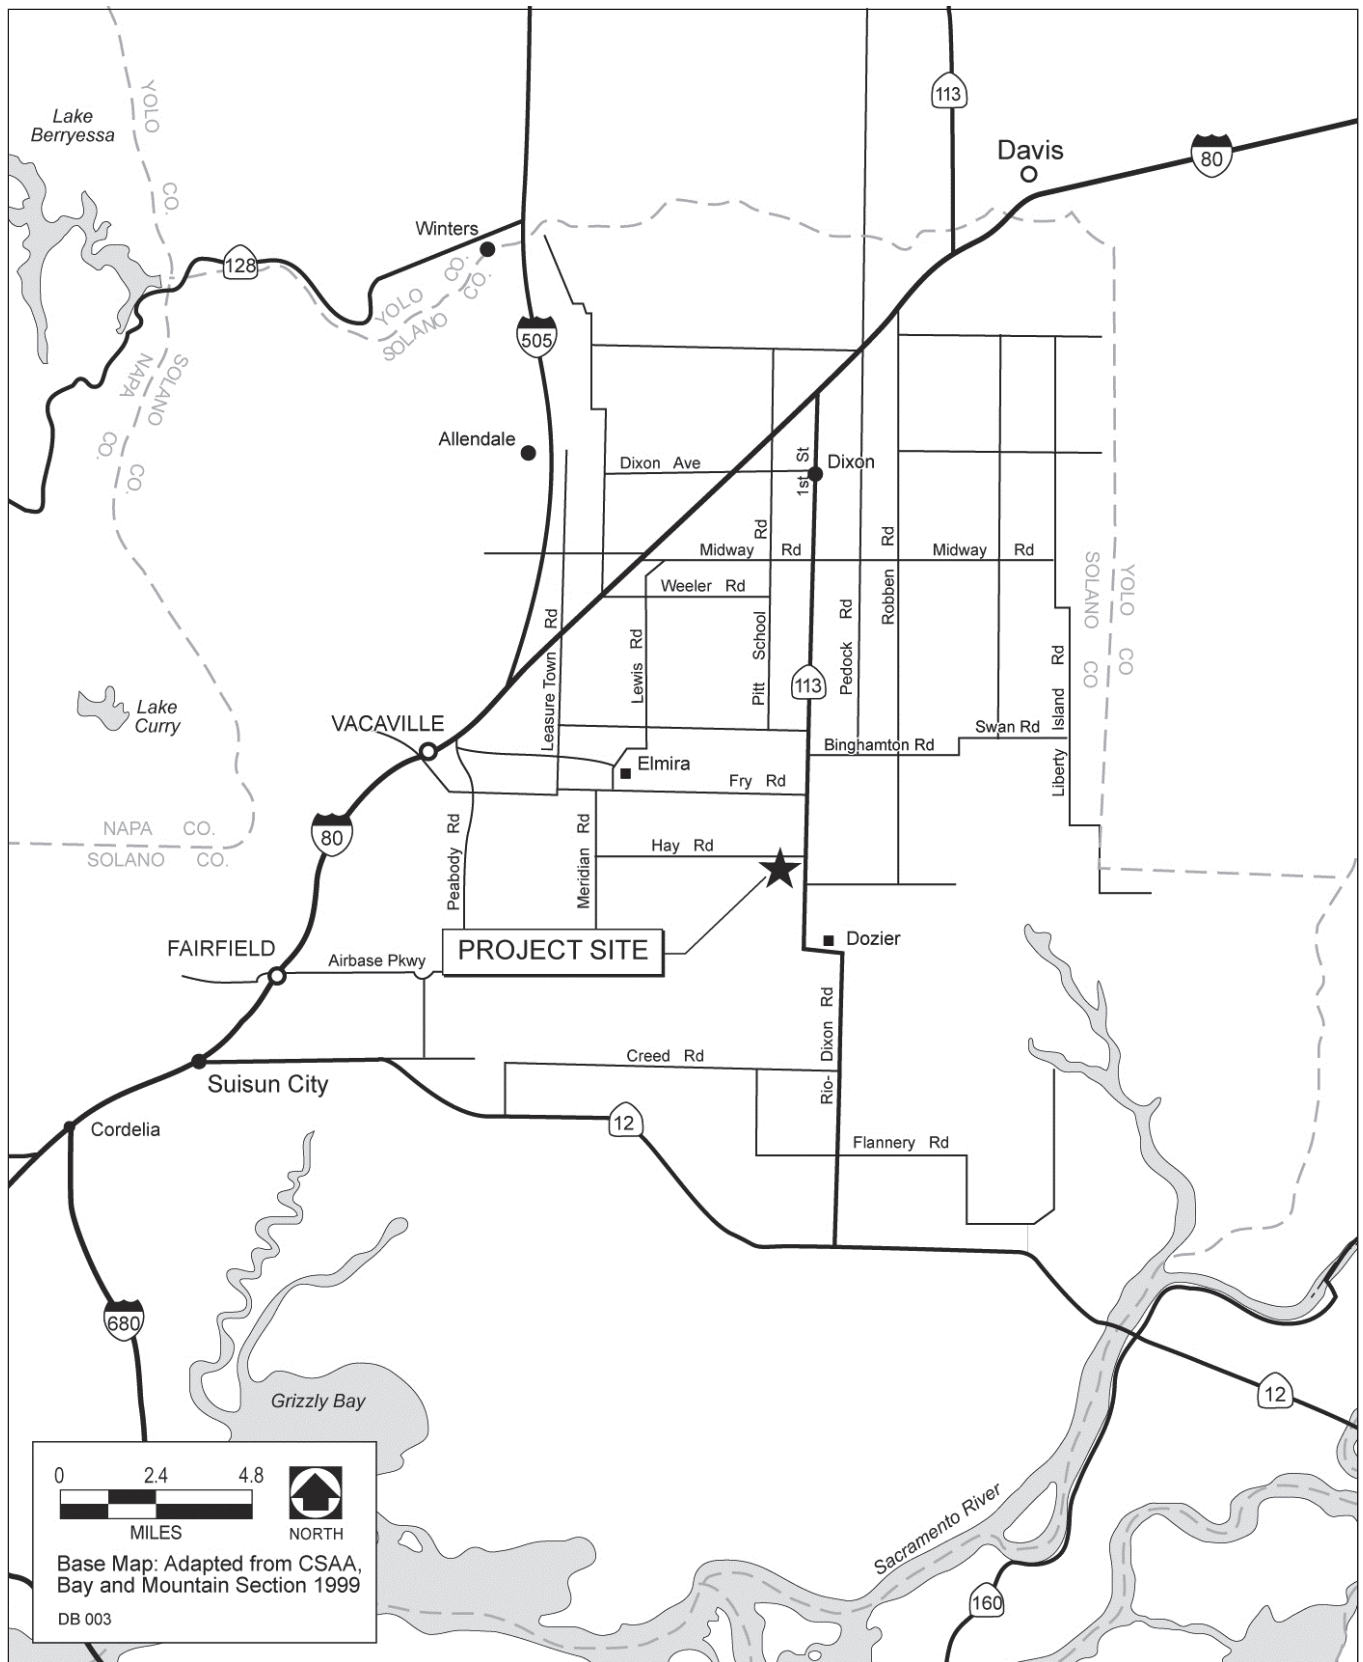 113
Lake
Berryessa
YOLO
CO.
Davis
80
Winters
128
YOLO CO.
SOLANO CO.
505
SOLANO CO.
NAPA CO.
Allendale
Dixon Ave
1st St
Dixon
Midway Rd
Midway Rd
Weeler Rd
Leasure Town Rd
Lewis Rd
Pitt School Rd
113
Pedock Rd
Robben Rd
Liberty Island Rd
SOLANO CO
YOLO CO
Lake
Curry
VACAVILLE
Swan Rd
Binghamton Rd
Elmira
Fry Rd
80
NAPA CO.
SOLANO CO.
Peabody Rd
Meridian Rd
Hay Rd
FAIRFIELD
PROJECT SITE
Dozier
Airbase Pkwy
Rio- Dixon Rd
Creed Rd
Suisun City
Cordelia
12
Flannery Rd
680
Grizzly Bay
12
0 2.4 4.8
MILES
NORTH
Base Map: Adapted from CSAA,
Bay and Mountain Section 1999
DB 003
Sacramento River
160